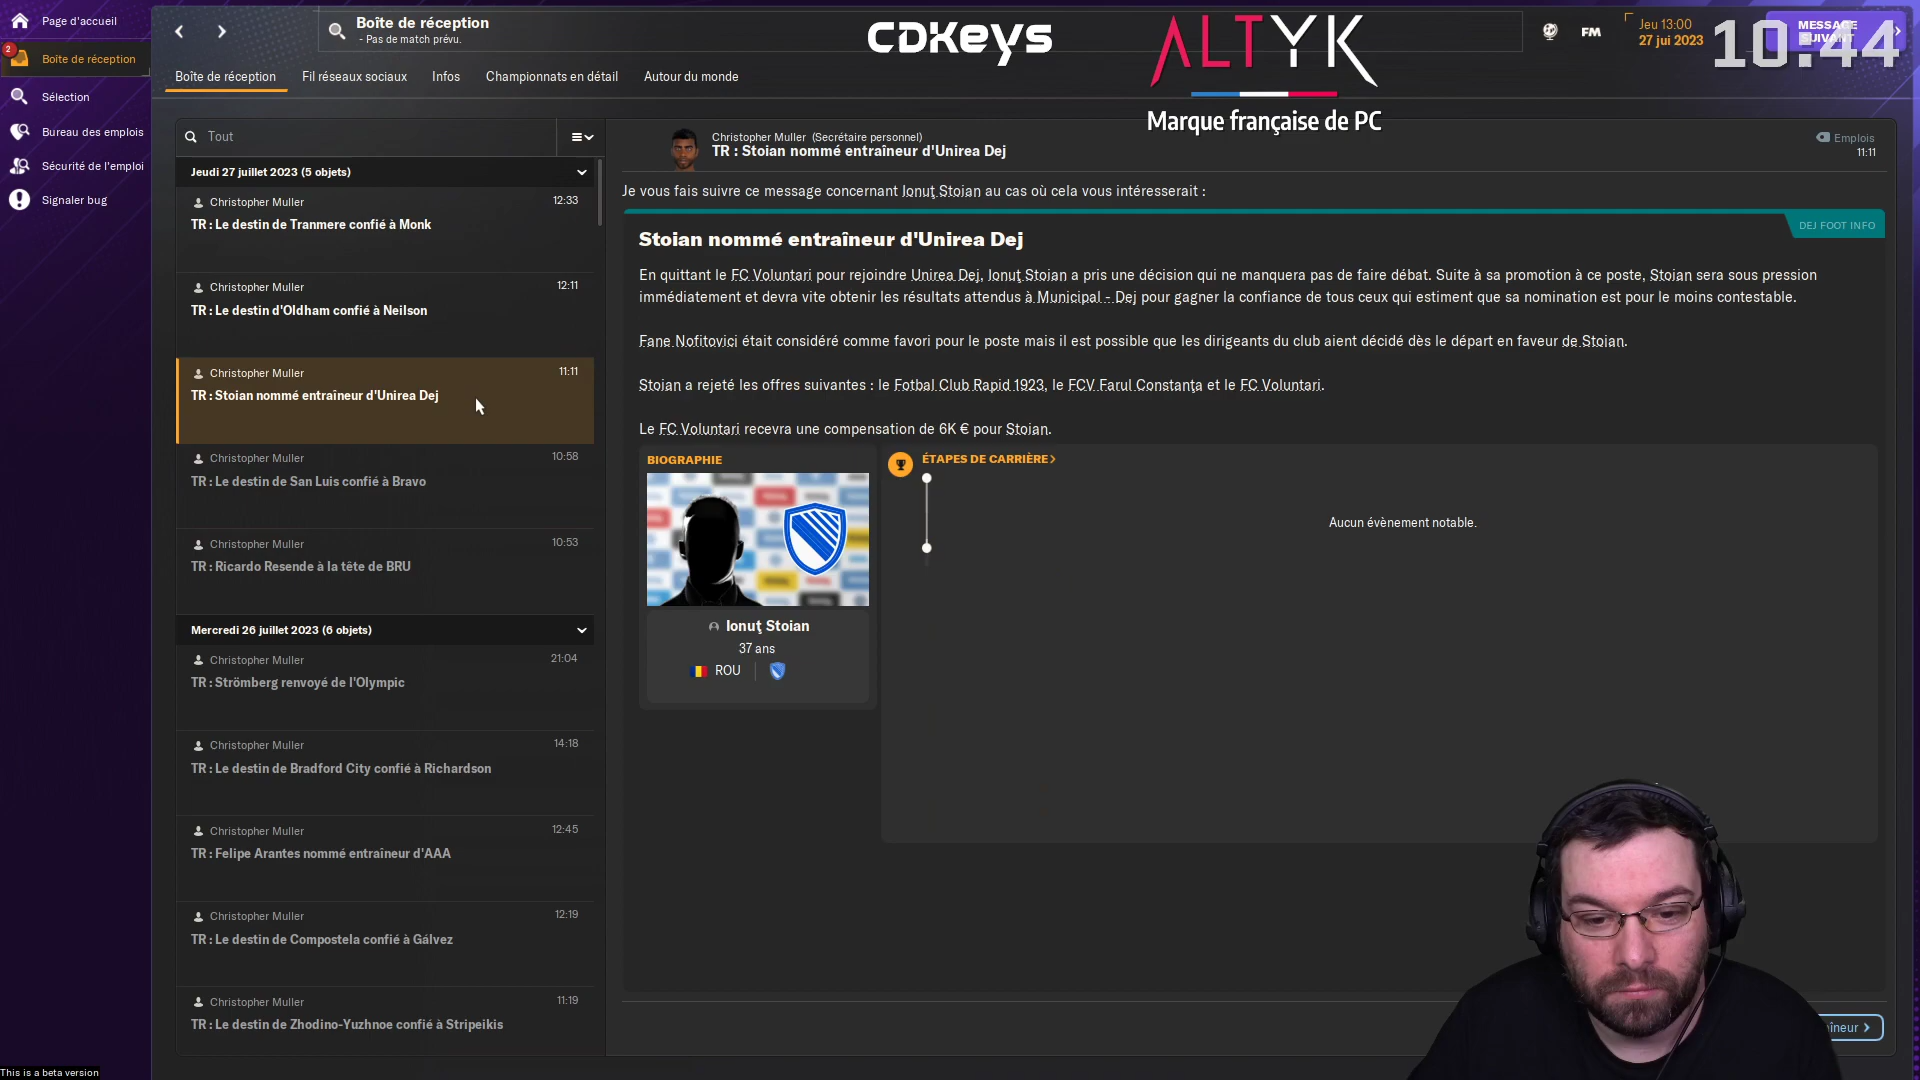 Page d'accueil
2
Boîte de réception
Sélection
Bureau des emplois
Sécurité de l'emploi
Signaler bug
Boîte de réception
- Pas de match prévu.
CDKeys
ALTYK
Marque française de PC
FM
Jeu 13:00
27 jui 2023
MESSAGE
SUIVANT
10:44
Boîte de réception
Fil réseaux sociaux
Infos
Championnats en détail
Autour du monde
Tout
Jeudi 27 juillet 2023 (5 objets)
Christopher Muller 12:33
TR : Le destin de Tranmere confié à Monk
Christopher Muller 12:11
TR : Le destin d'Oldham confié à Neilson
Christopher Muller 11:11
TR : Stoian nommé entraîneur d'Unirea Dej
Christopher Muller 10:58
TR : Le destin de San Luis confié à Bravo
Christopher Muller 10:53
TR : Ricardo Resende à la tête de BRU
Mercredi 26 juillet 2023 (6 objets)
Christopher Muller 21:04
TR : Strömberg renvoyé de l'Olympic
Christopher Muller 14:18
TR : Le destin de Bradford City confié à Richardson
Christopher Muller 12:45
TR : Felipe Arantes nommé entraîneur d'AAA
Christopher Muller 12:19
TR : Le destin de Compostela confié à Gálvez
Christopher Muller 11:19
TR : Le destin de Zhodino-Yuzhnoe confié à Stripeikis
Christopher Muller (Secrétaire personnel)
TR : Stoian nommé entraîneur d'Unirea Dej
Emplois
11:11
Je vous fais suivre ce message concernant Ionuţ Stoian au cas où cela vous intéresserait :
DEJ FOOT INFO
Stoian nommé entraîneur d'Unirea Dej
En quittant le FC Voluntari pour rejoindre Unirea Dej, Ionuţ Stoian a pris une décision qui ne manquera pas de faire débat. Suite à sa promotion à ce poste, Stoian sera sous pression
immédiatement et devra vite obtenir les résultats attendus à Municipal - Dej pour gagner la confiance de tous ceux qui estiment que sa nomination est pour le moins contestable.
Fane Nofitovici était considéré comme favori pour le poste mais il est possible que les dirigeants du club aient décidé dès le départ en faveur de Stoian.
Stoian a rejeté les offres suivantes : le Fotbal Club Rapid 1923, le FCV Farul Constanţa et le FC Voluntari.
Le FC Voluntari recevra une compensation de 6K € pour Stoian.
BIOGRAPHIE
Ionuţ Stoian
37 ans
ROU
ÉTAPES DE CARRIÈRE
Aucun évènement notable.
îneur
This is a beta version